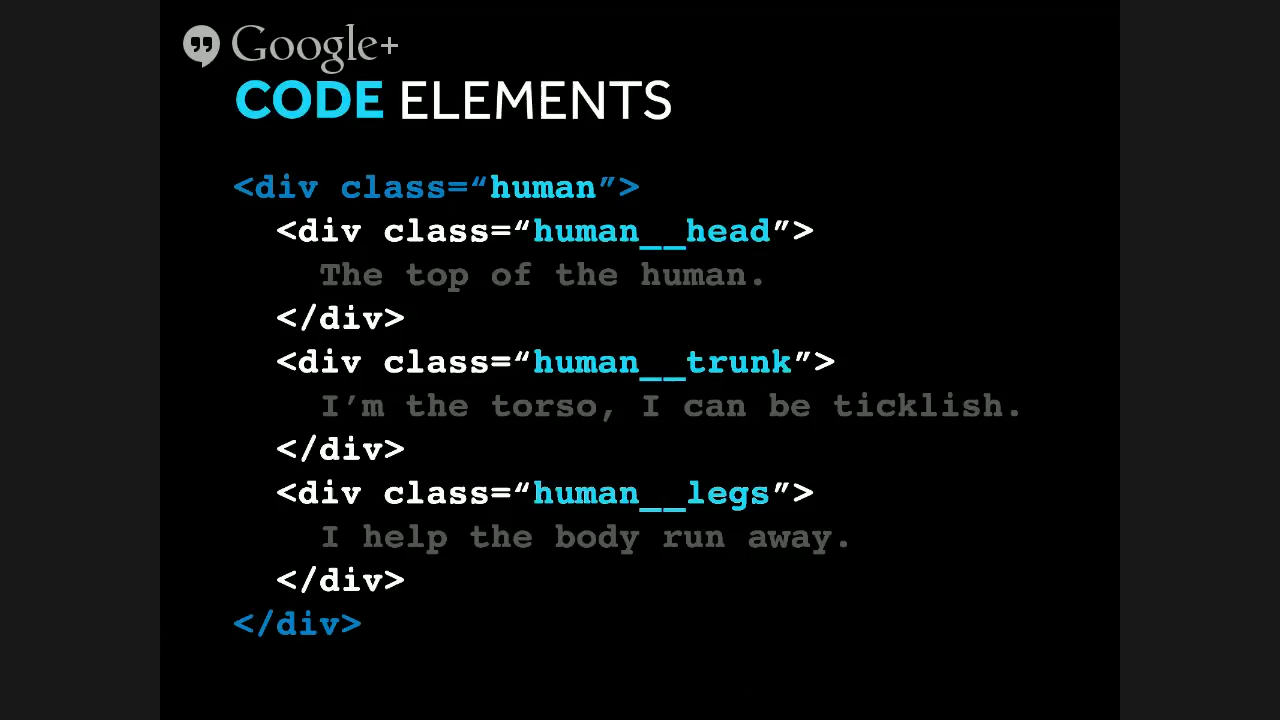 Google+
CODE ELEMENTS
<div class=“human”>
<div class=“human__head”>
The top of the human.
</div>
<div class=“human__trunk”>
I’m the torso, I can be ticklish.
</div>
<div class=“human__legs”>
I help the body run away.
</div>
</div>